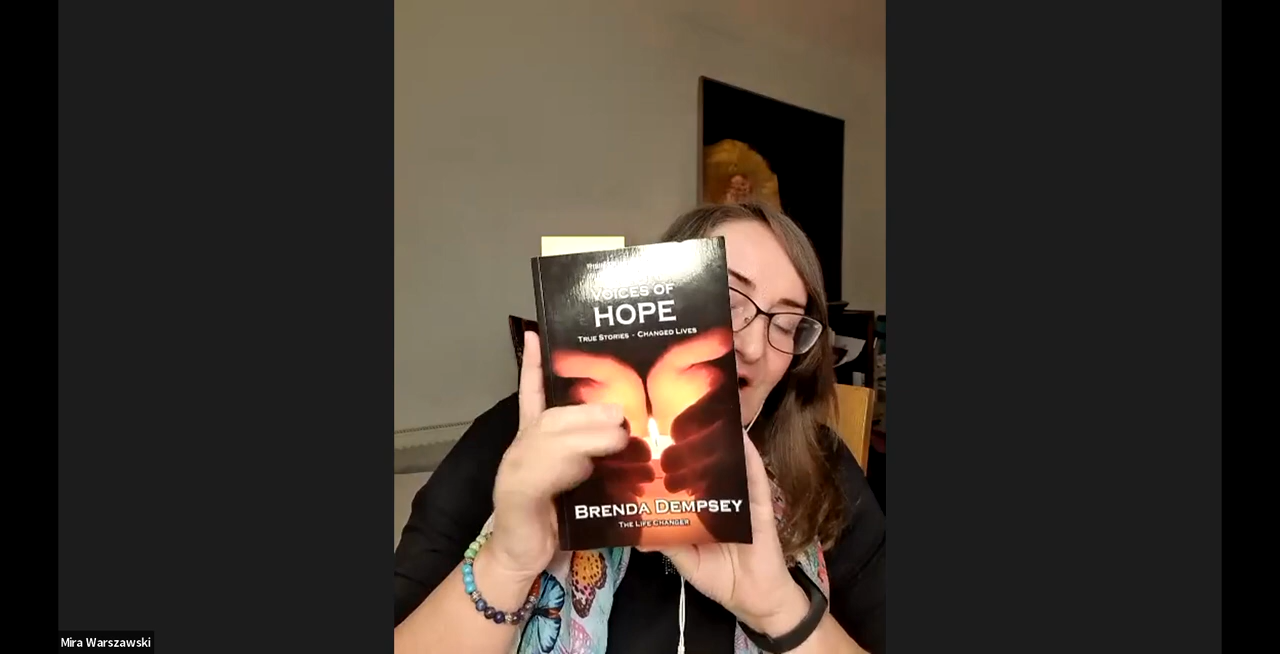 VOICES OF
HOPE
TRUE STORIES - CHANGED LIVES
BRENDA DEMPSEY
THE LIFE CHANGER
Mira Warszawski